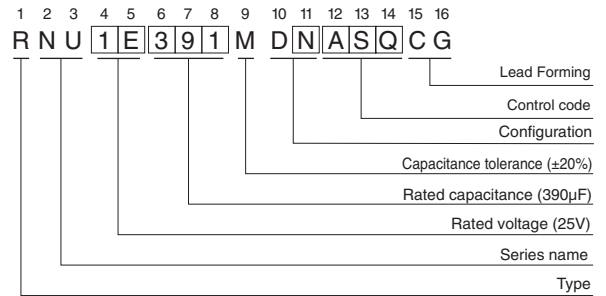 1 2 3 4 5 6 7 8 9 10 11 12 13 14 15 16
R N U 1 E 3 9 1 M D N A S Q C G
Lead Forming
Control code
Configuration
Capacitance tolerance (±20%)
Rated capacitance (390µF)
Rated voltage (25V)
Series name
Type